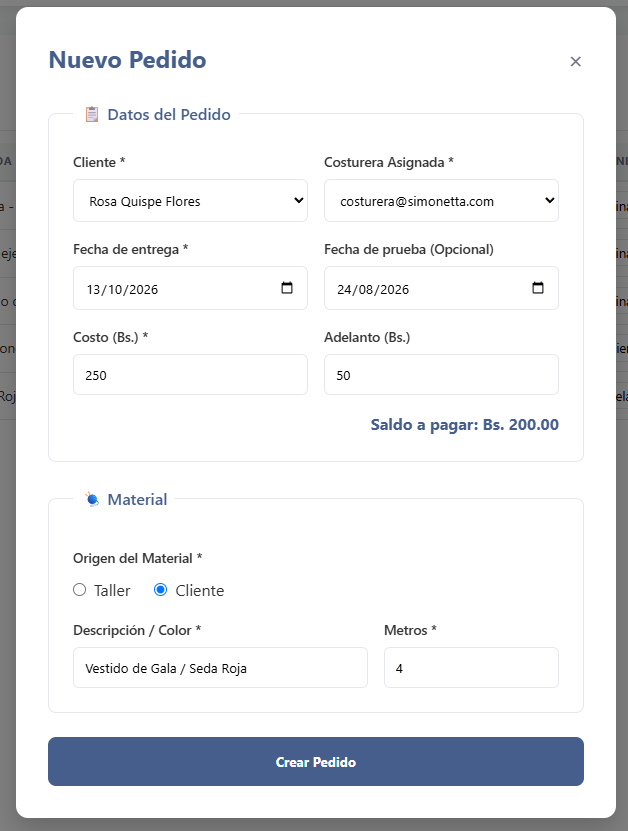 Nuevo Pedido ×
📋 Datos del Pedido
Cliente * Costurera Asignada *
Rosa Quispe Flores costurera@simonetta.com
Fecha de entrega * Fecha de prueba (Opcional)
13/10/2026 24/08/2026
Costo (Bs.) * Adelanto (Bs.)
250 50
Saldo a pagar: Bs. 200.00
Material
Origen del Material *
Taller Cliente
Descripción / Color * Metros *
Vestido de Gala / Seda Roja 4
Crear Pedido